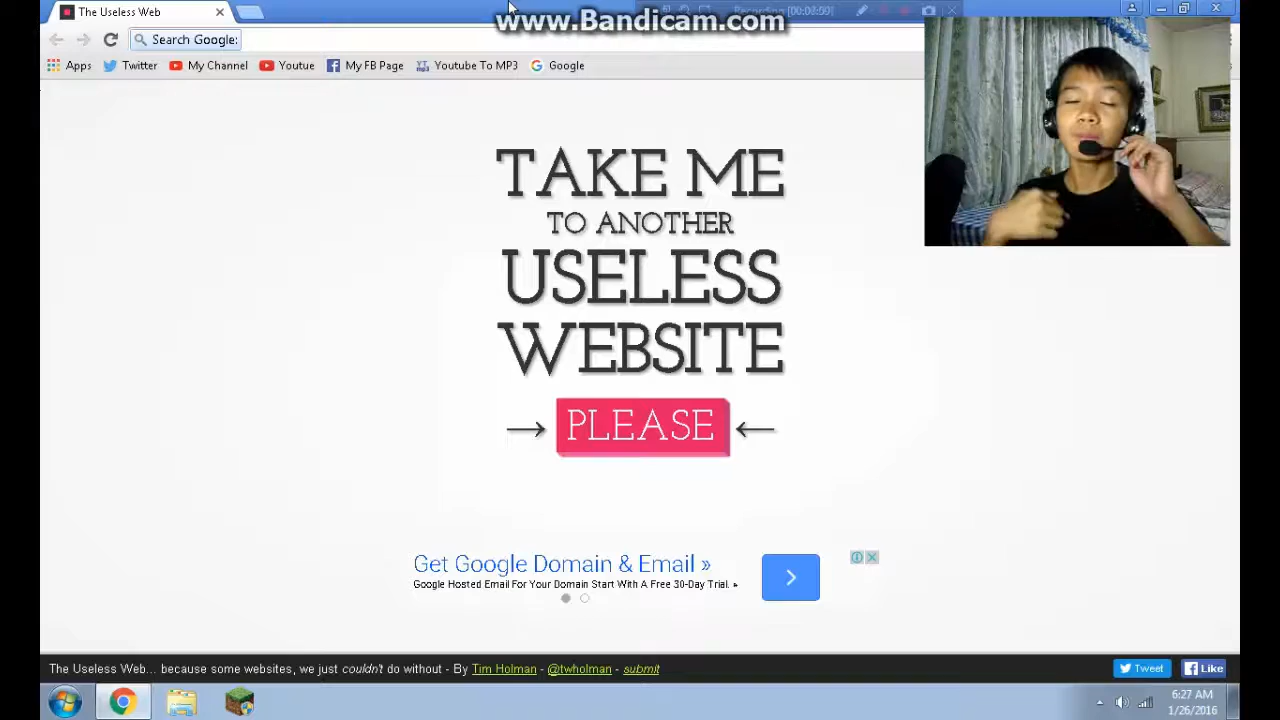 The Useless Web
www.Bandicam.com
Search Google:
Apps Twitter My Channel Youtue My FB Page Youtube To MP3 Google
TAKE ME
TO ANOTHER
USELESS
WEBSITE
→ PLEASE ←
Get Google Domain & Email »
Google Hosted Email For Your Domain Start With A Free 30-Day Trial. »
The Useless Web... because some websites, we just couldn't do without - By Tim Holman - @twholman - submit
Tweet Like
6:27 AM
1/26/2016